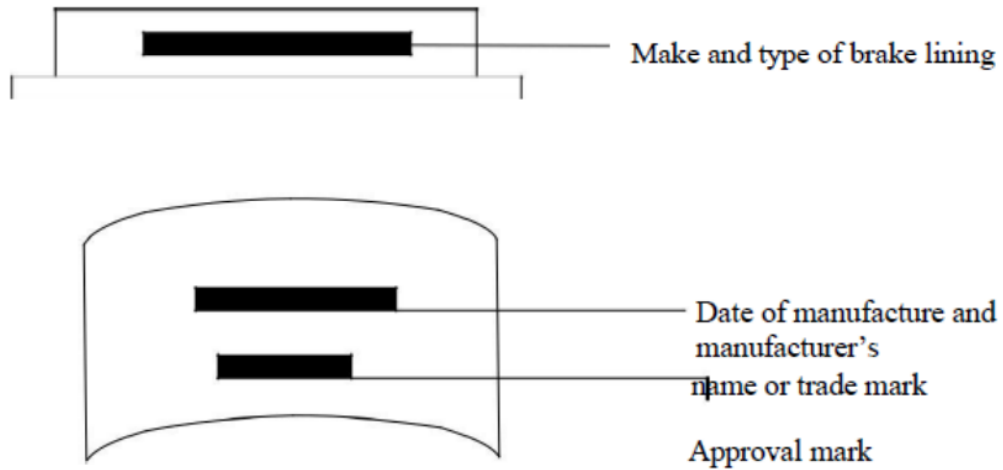 Make and type of brake lining
Date of manufacture and
manufacturer’s
name or trade mark
Approval mark